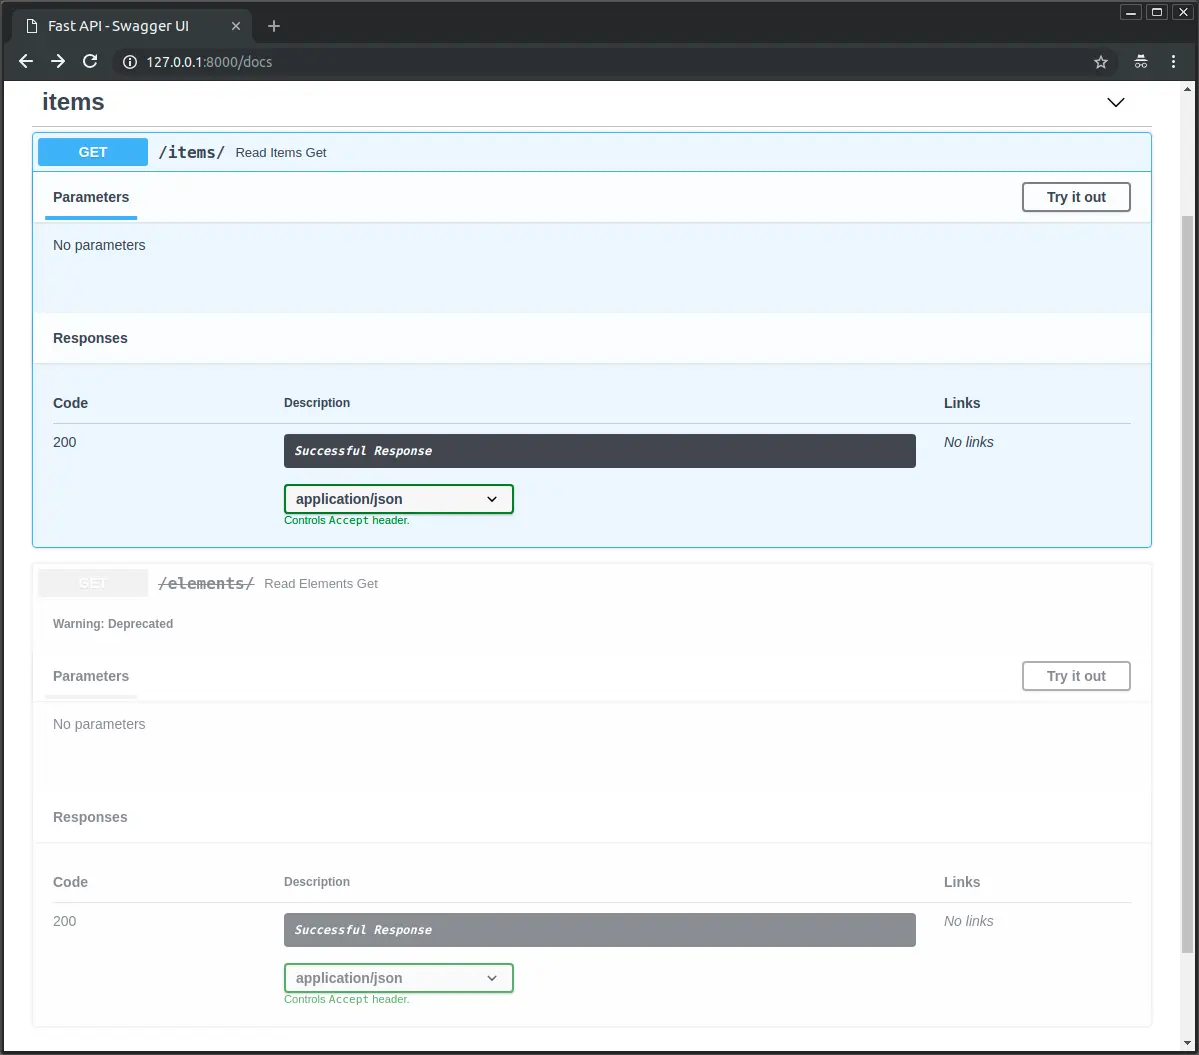 Fast API - Swagger UI
127.0.0.1:8000/docs
items
GET /items/ Read Items Get
Parameters Try it out
No parameters
Responses
Code Description Links
200 Successful Response No links
application/json
Controls Accept header.
GET /elements/ Read Elements Get
Warning: Deprecated
Parameters Try it out
No parameters
Responses
Code Description Links
200 Successful Response No links
application/json
Controls Accept header.